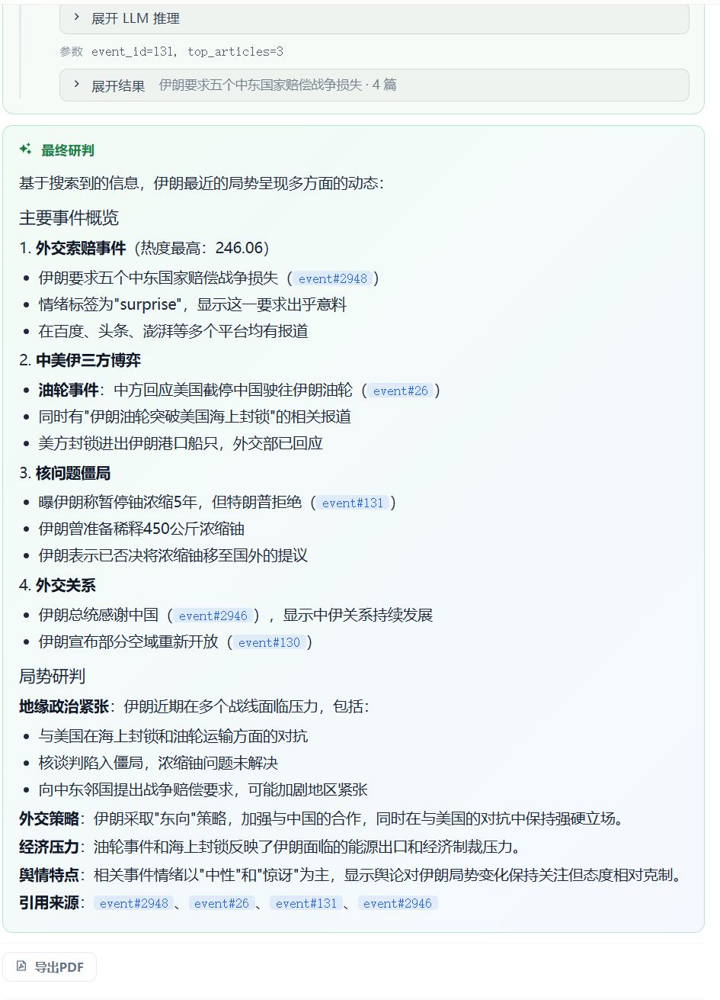 展开 LLM 推理
参数 event_id=131, top_articles=3
展开结果 伊朗要求五个中东国家赔偿战争损失 · 4 篇
最终研判
基于搜索到的信息，伊朗最近的局势呈现多方面的动态：
主要事件概览
1. 外交索赔事件（热度最高：246.06）
• 伊朗要求五个中东国家赔偿战争损失（event#2948）
• 情绪标签为"surprise"，显示这一要求出乎意料
• 在百度、头条、澎湃等多个平台均有报道
2. 中美伊三方博弈
• 油轮事件：中方回应美国截停中国驶往伊朗油轮（event#26）
• 同时有"伊朗油轮突破美国海上封锁"的相关报道
• 美方封锁进出伊朗港口船只，外交部已回应
3. 核问题僵局
• 曝伊朗称暂停铀浓缩5年，但特朗普拒绝（event#131）
• 伊朗曾准备稀释450公斤浓缩铀
• 伊朗表示已否决将浓缩铀移至国外的提议
4. 外交关系
• 伊朗总统感谢中国（event#2946），显示中伊关系持续发展
• 伊朗宣布部分空域重新开放（event#130）
局势研判
地缘政治紧张：伊朗近期在多个战线面临压力，包括：
• 与美国在海上封锁和油轮运输方面的对抗
• 核谈判陷入僵局，浓缩铀问题未解决
• 向中东邻国提出战争赔偿要求，可能加剧地区紧张
外交策略：伊朗采取"东向"策略，加强与中国的合作，同时在与美国的对抗中保持强硬立场。
经济压力：油轮事件和海上封锁反映了伊朗面临的能源出口和经济制裁压力。
舆情特点：相关事件情绪以"中性"和"惊讶"为主，显示舆论对伊朗局势变化保持关注但态度相对克制。
引用来源：event#2948、event#26、event#131、event#2946
导出PDF